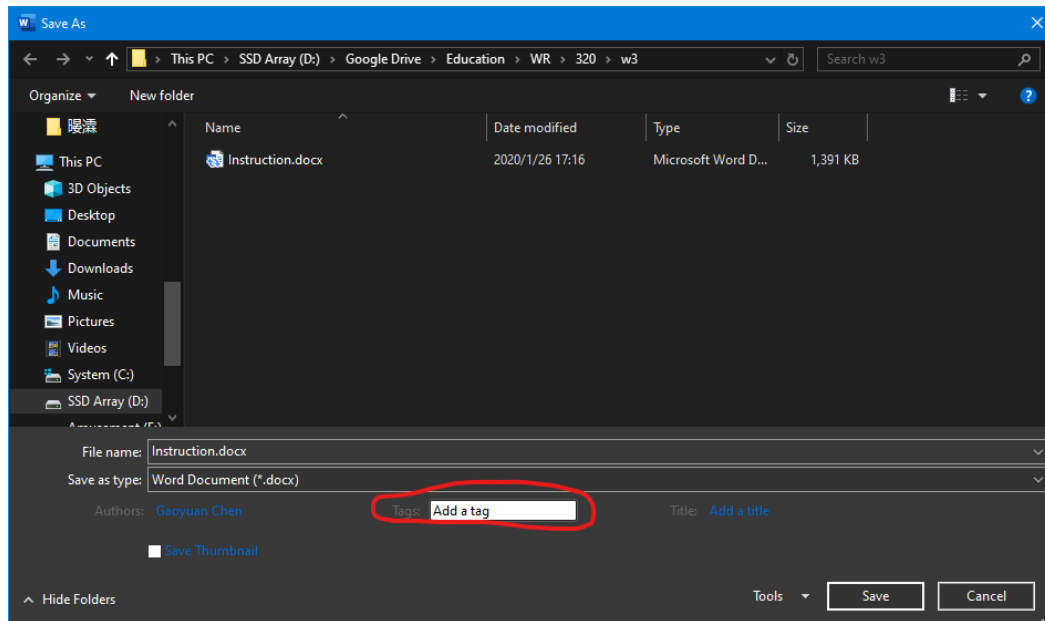 Save As
This PC > SSD Array (D:) > Google Drive > Education > WR > 320 > w3
Search w3
Organize
New folder
Name
Date modified
Type
Size
Instruction.docx
2020/1/26 17:16
Microsoft Word D...
1,391 KB
This PC
3D Objects
Desktop
Documents
Downloads
Music
Pictures
Videos
System (C:)
SSD Array (D:)
File name: Instruction.docx
Save as type: Word Document (*.docx)
Authors: Gaoyuan Chen
Tags: Add a tag
Title: Add a title
Save Thumbnail
Hide Folders
Tools
Save
Cancel